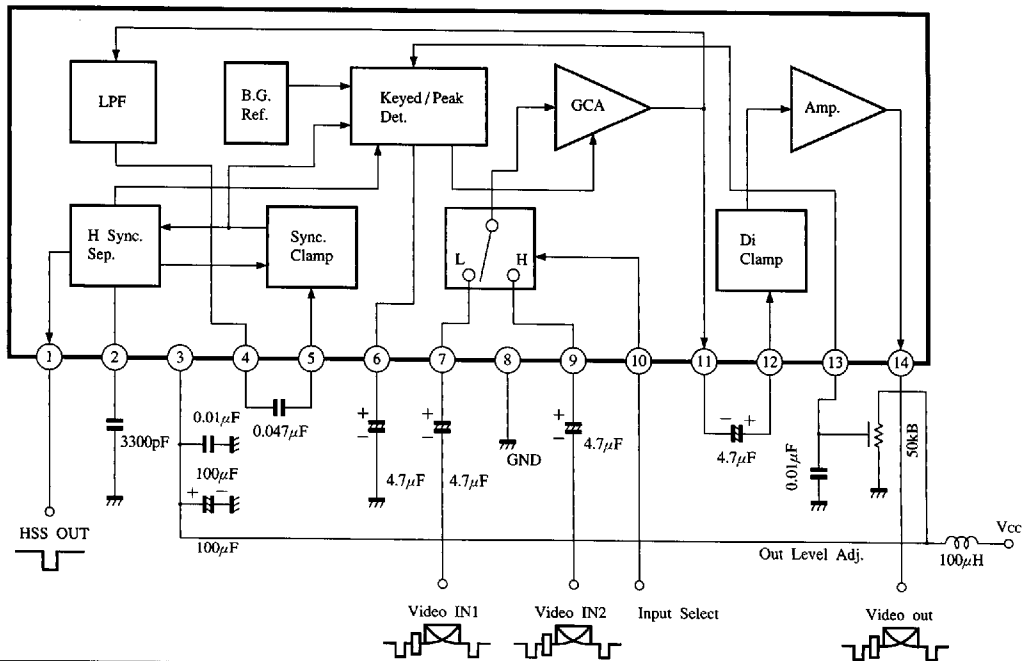 LPF
B.G.
Ref.
Keyed/Peak
Det.
GCA
Amp.
H Sync.
Sep.
Sync.
Clamp
L
H
Di
Clamp
1
2
3
4
5
6
7
8
9
10
11
12
13
14
3300pF
0.01μF
100μF
+
−
100μF
0.047μF
+
−
4.7μF
+
−
4.7μF
GND
+
−
4.7μF
−
+
4.7μF
0.01μF
50kB
HSS OUT
Out Level Adj.
100μH
Vcc
Video IN1
Video IN2
Input Select
Video out